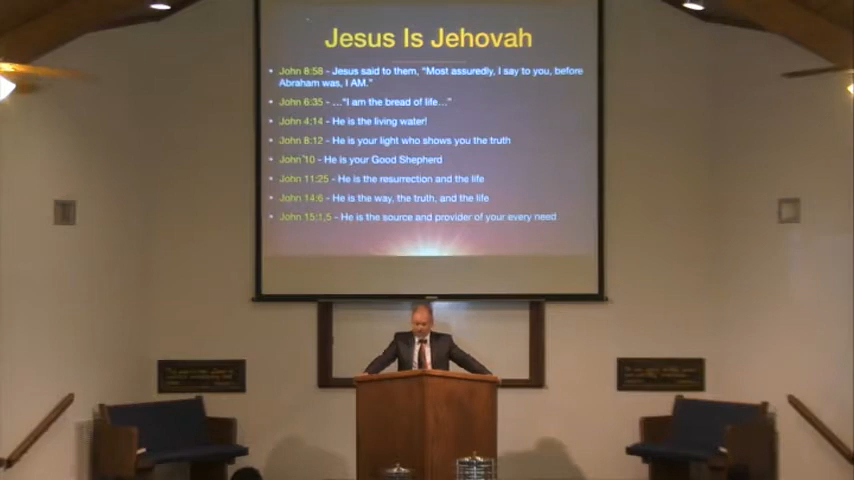 Jesus Is Jehovah
• John 8:58 - Jesus said to them, "Most assuredly, I say to you, before
Abraham was, I AM."
• John 6:35 - …"I am the bread of life…"
• John 4:14 - He is the living water!
• John 8:12 - He is your light who shows you the truth
• John 10 - He is your Good Shepherd
• John 11:25 - He is the resurrection and the life
• John 14:6 - He is the way, the truth, and the life
• John 15:1,5 - He is the source and provider of your every need